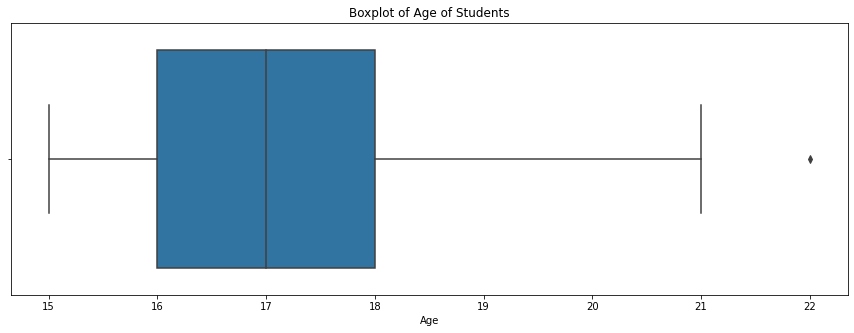 Boxplot of Age of Students
15 16 17 18 19 20 21 22
Age